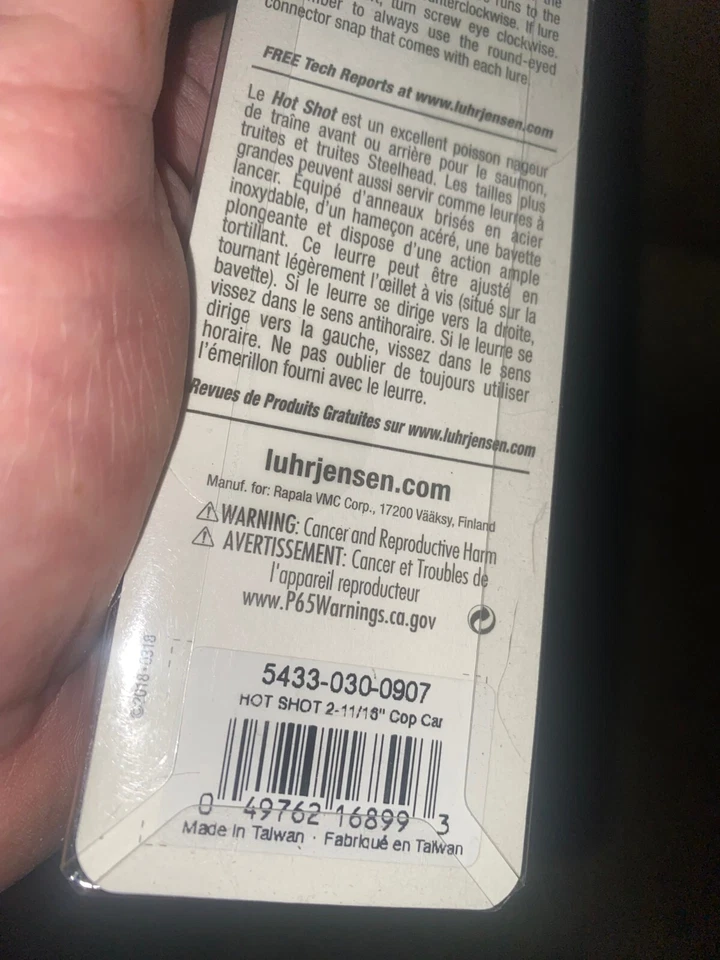 runs to the
counterclockwise. If lure
turn screw eye clockwise.
to always use the round-eyed
connector snap that comes with each lure.
FREE Tech Reports at www.luhrjensen.com
Le Hot Shot est un excellent poisson nageur
de traîne avant ou arrière pour le saumon,
truites et truites Steelhead. Les tailles plus
grandes peuvent aussi servir comme leurres à
lancer. Équipé d'anneaux brisés en acier
inoxydable, d'un hameçon acéré, une bavette
plongeante et dispose d'une action ample
tortillant. Ce leurre peut être ajusté en
tournant légèrement l'œillet à vis (situé sur la
bavette). Si le leurre se dirige vers la droite,
vissez dans le sens antihoraire. Si le leurre se
dirige vers la gauche, vissez dans le sens
horaire. Ne pas oublier de toujours utiliser
l'émerillon fourni avec le leurre.
Revues de Produits Gratuites sur www.luhrjensen.com
luhrjensen.com
Manuf. for: Rapala VMC Corp., 17200 Vääksy, Finland
⚠ WARNING: Cancer and Reproductive Harm
⚠ AVERTISSEMENT: Cancer et Troubles de
l'appareil reproducteur
www.P65Warnings.ca.gov
©2018•0318
5433-030-0907
HOT SHOT 2-11/16" Cop Car
0 49762 16899 3
Made in Taiwan · Fabriqué en Taiwan